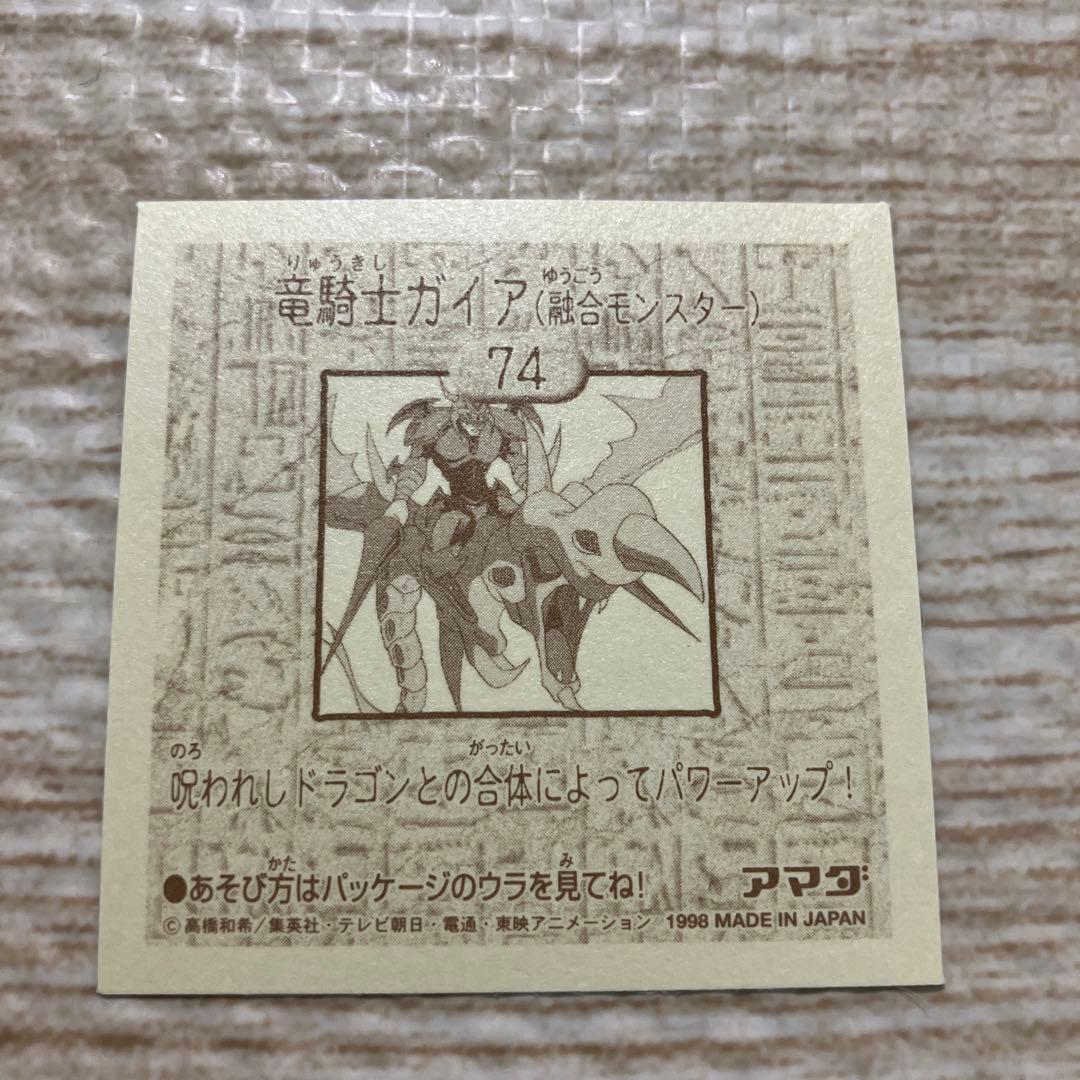 りゅうきし ゆうごう
竜騎士ガイア(融合モンスター)
74
のろ がったい
呪われしドラゴンとの合体によってパワーアップ!
かた み
●あそび方はパッケージのウラを見てね! アマダ
©高橋和希/集英社・テレビ朝日・電通・東映アニメーション 1998 MADE IN JAPAN